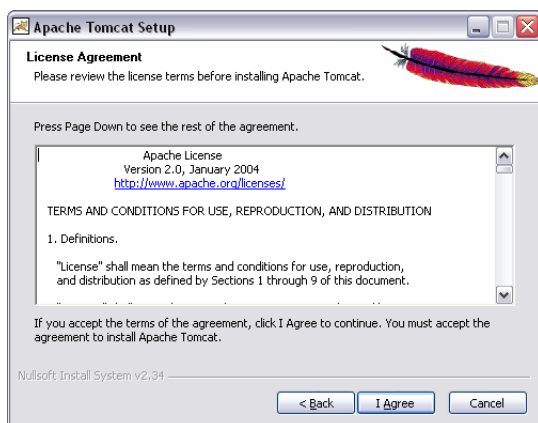 Apache Tomcat Setup
License Agreement
Please review the license terms before installing Apache Tomcat.
Press Page Down to see the rest of the agreement.
Apache License
Version 2.0, January 2004
http://www.apache.org/licenses/
TERMS AND CONDITIONS FOR USE, REPRODUCTION, AND DISTRIBUTION
1. Definitions.
"License" shall mean the terms and conditions for use, reproduction,
and distribution as defined by Sections 1 through 9 of this document.
If you accept the terms of the agreement, click I Agree to continue. You must accept the
agreement to install Apache Tomcat.
Nullsoft Install System v2.34
< Back
I Agree
Cancel